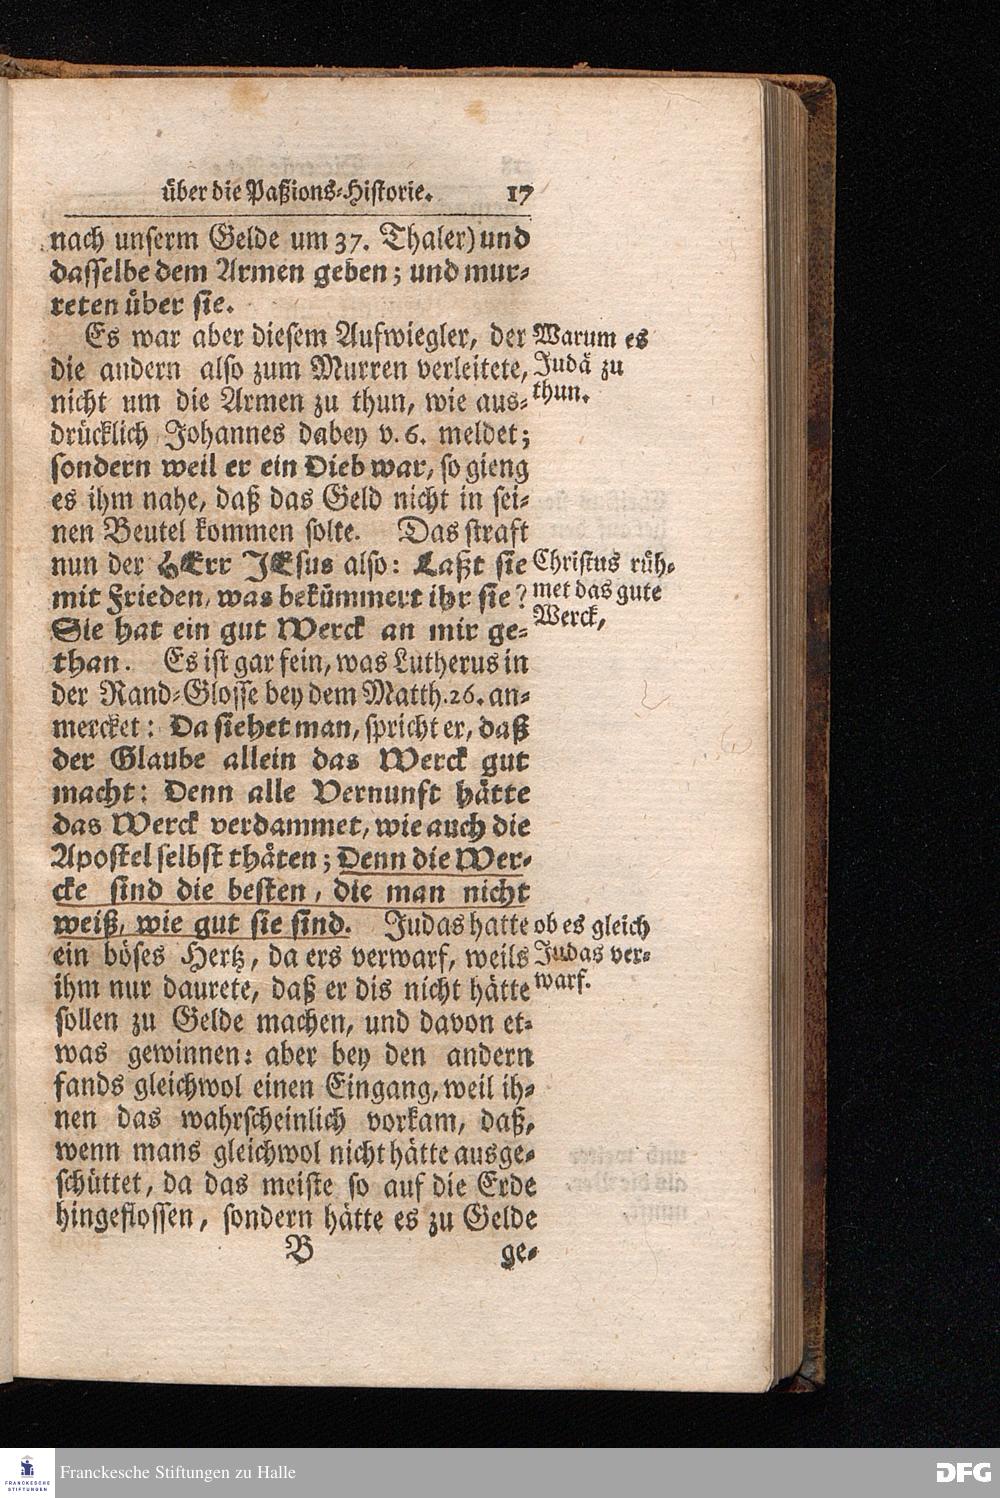 über die Paßions-Historie. 17
nach unserm Gelde um 37. Thaler) und
dasselbe dem Armen geben; und mur-
reten über sie.
Es war aber diesem Aufwiegler, der
die andern also zum Murren verleitete,
nicht um die Armen zu thun, wie aus-
drücklich Johannes dabey v. 6. meldet;
sondern weil er ein Dieb war, so gieng
es ihm nahe, daß das Geld nicht in sei-
nen Beutel kommen solte. Das straft
nun der HErr JEsus also: Laßt sie
mit Frieden, was bekümmert ihr sie?
Sie hat ein gut Werck an mir ge-
than. Es ist gar fein, was Lutherus in
der Rand-Glosse bey dem Matth. 26. an-
mercket: Da siehet man, spricht er, daß
der Glaube allein das Werck gut
macht: Denn alle Vernunft hätte
das Werck verdammet, wie auch die
Apostel selbst thäten; Denn die Wer-
cke sind die besten, die man nicht
weiß, wie gut sie sind. Judas hatte
ein böses Hertz, da ers verwarf, weils
ihm nur daurete, daß er dis nicht hätte
sollen zu Gelde machen, und davon et-
was gewinnen: aber bey den andern
fands gleichwol einen Eingang, weil ih-
nen das wahrscheinlich vorkam, daß,
wenn mans gleichwol nicht hätte ausge-
schüttet, da das meiste so auf die Erde
hingeflossen, sondern hätte es zu Gelde
B ge-
Warum es
Judä zu
thun.
Christus rüh-
met das gute
Werck,
ob es gleich
Judas ver-
warf.
FRANCKESCHE
STIFTUNGEN
Franckesche Stiftungen zu Halle
DFG